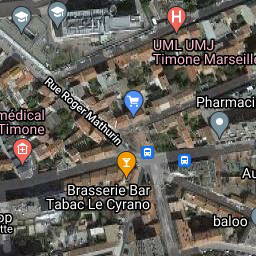 UML UMJ
Timone Marseille
Rue Roger Mathurin
Pharmaci
médical
Timone
Brasserie Bar
Tabac Le Cyrano
Au
op
tte
baloo